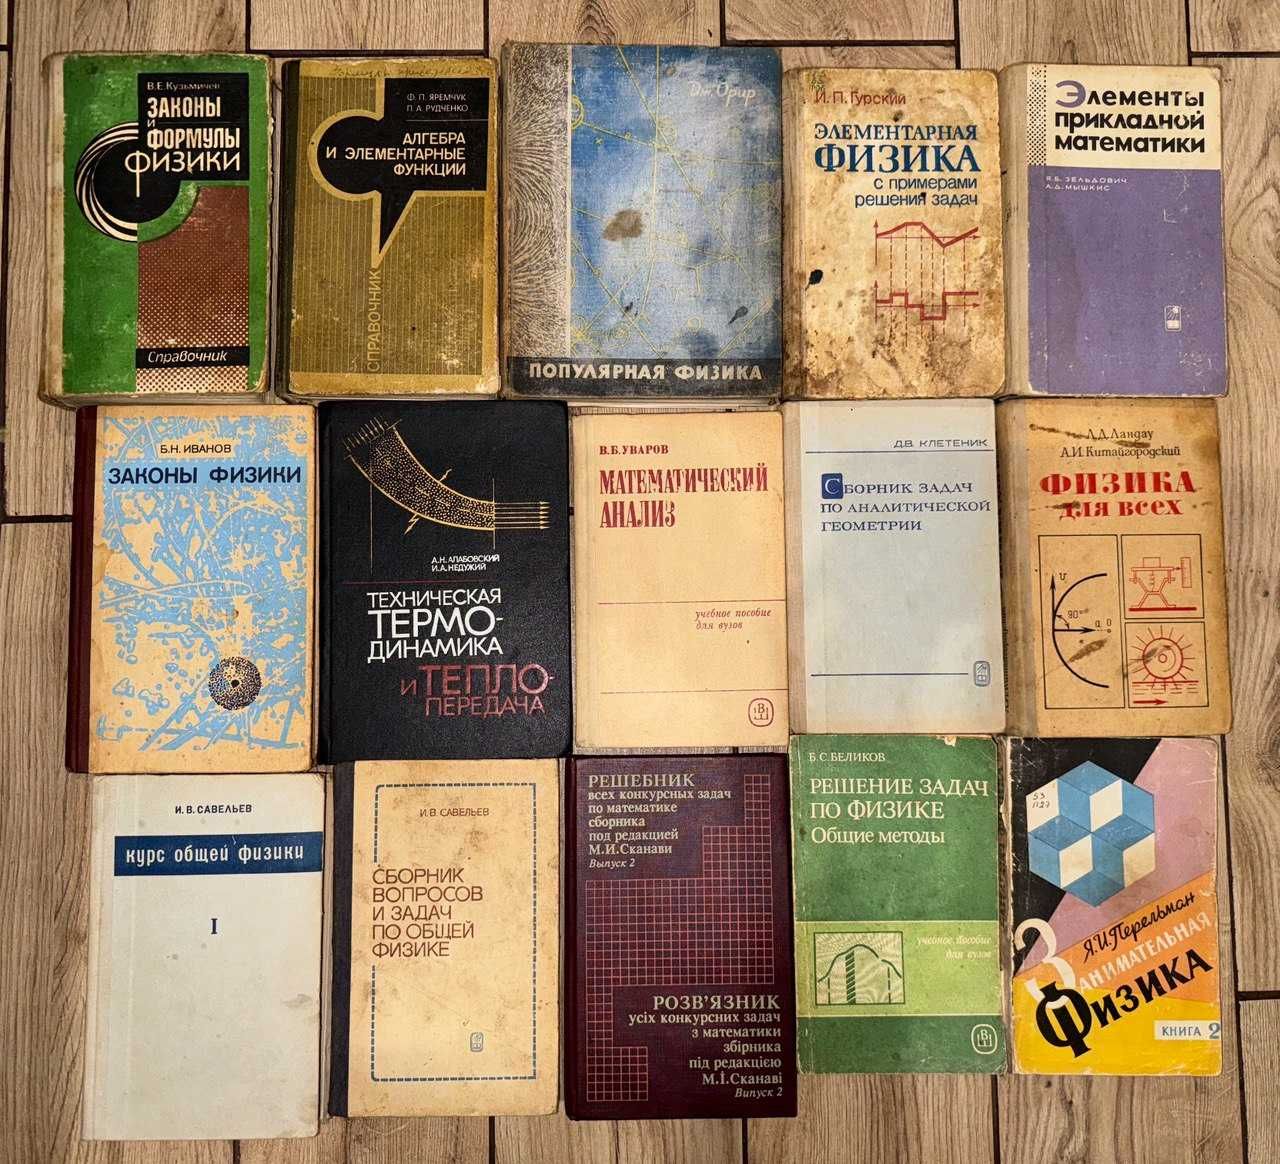 В.Е.Кузьмичев
ЗАКОНЫ
И
ФОРМУЛЫ
ФИЗИКИ
Справочник
Ф.П.ЯРЕМЧУК
П.А.РУДЧЕНКО
АЛГЕБРА
И ЭЛЕМЕНТАРНЫЕ
ФУНКЦИИ
СПРАВОЧНИК
Дж. Орир
ПОПУЛЯРНАЯ ФИЗИКА
И.П.Гурский
ЭЛЕМЕНТАРНАЯ
ФИЗИКА
с примерами
решения задач
Элементы
прикладной
математики
Я.Б.ЗЕЛЬДОВИЧ
А.Д.МЫШКИС
Б.Н.ИВАНОВ
ЗАКОНЫ ФИЗИКИ
А.Н.АЛАБОВСКИЙ
И.А.НЕДУЖИЙ
ТЕХНИЧЕСКАЯ
ТЕРМО-
ДИНАМИКА
И ТЕПЛО-
ПЕРЕДАЧА
В.Б.УВАРОВ
МАТЕМАТИЧЕСКИЙ
АНАЛИЗ
учебное пособие
для вузов
Д.В. КЛЕТЕНИК
СБОРНИК ЗАДАЧ
ПО АНАЛИТИЧЕСКОЙ
ГЕОМЕТРИИ
Л.Д.Ландау
А.И.Китайгородский
ФИЗИКА
ДЛЯ ВСЕХ
υ
90°
a 0
И. В. САВЕЛЬЕВ
курс общей физики
I
И. В. САВЕЛЬЕВ
СБОРНИК
ВОПРОСОВ
И ЗАДАЧ
ПО ОБЩЕЙ
ФИЗИКЕ
РЕШЕБНИК
всех конкурсных задач
по математике
сборника
под редакцией
М.И.Сканави
Выпуск 2
РОЗВ'ЯЗНИК
усіх конкурсних задач
з математики
збірника
під редакцією
М.І.Сканаві
Випуск 2
Б.С.БЕЛИКОВ
РЕШЕНИЕ ЗАДАЧ
ПО ФИЗИКЕ
Общие методы
учебное пособие
для вузов
53
1127
Я.И.Перельман
ЗАНИМАТЕЛЬНАЯ
ФИЗИКА
КНИГА 2